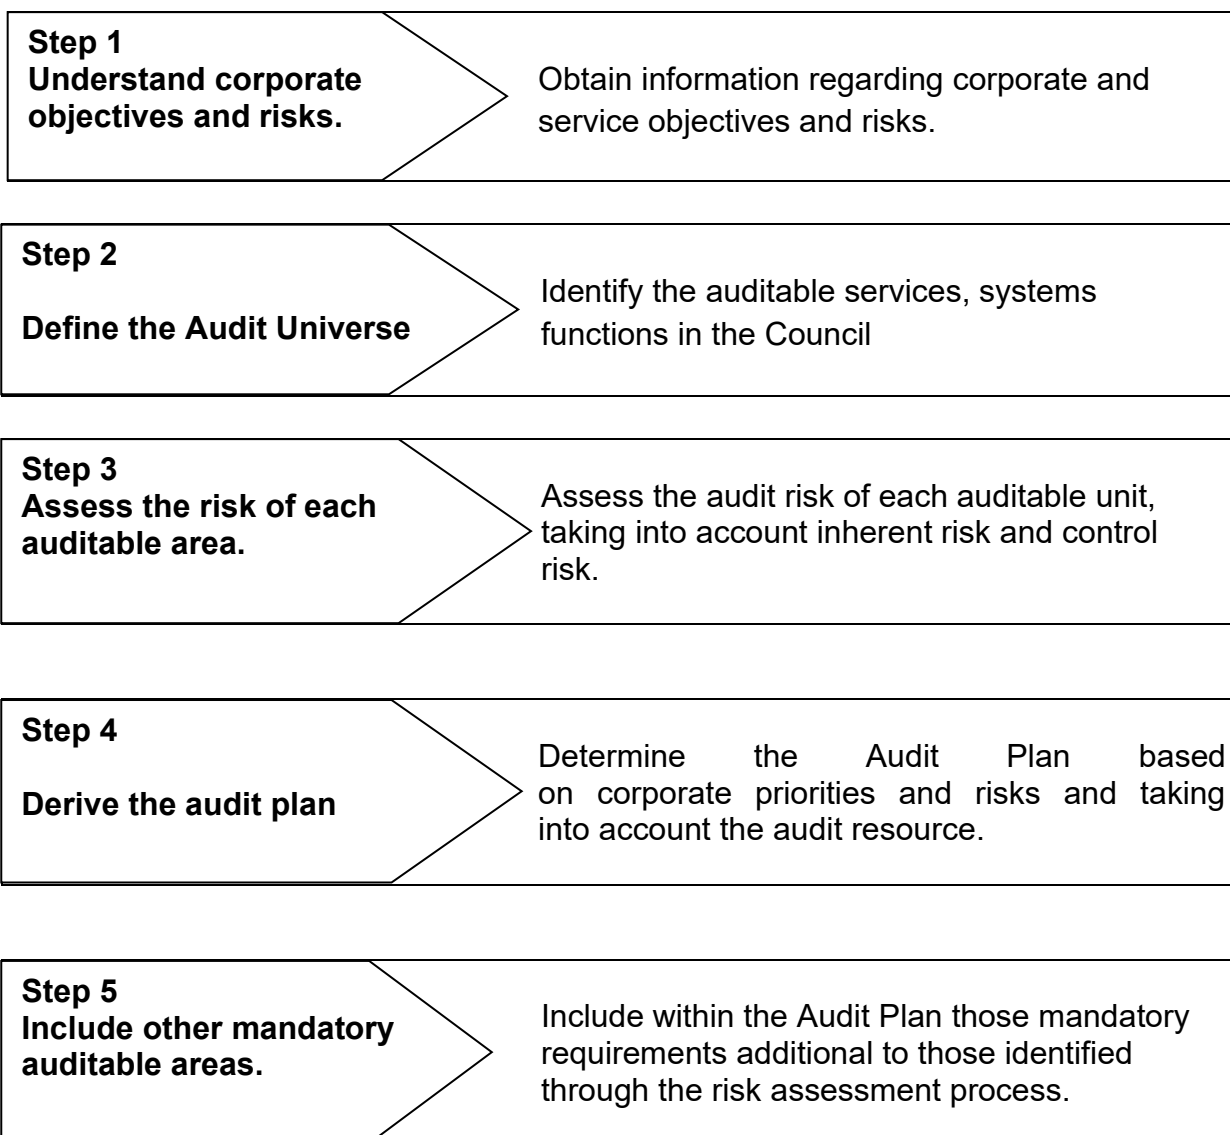 Step 1
Understand corporate
objectives and risks.
Obtain information regarding corporate and
service objectives and risks.
Step 2
Define the Audit Universe
Identify the auditable services, systems
functions in the Council
Step 3
Assess the risk of each
auditable area.
Assess the audit risk of each auditable unit,
taking into account inherent risk and control
risk.
Step 4
Derive the audit plan
Determine the Audit Plan based
on corporate priorities and risks and taking
into account the audit resource.
Step 5
Include other mandatory
auditable areas.
Include within the Audit Plan those mandatory
requirements additional to those identified
through the risk assessment process.